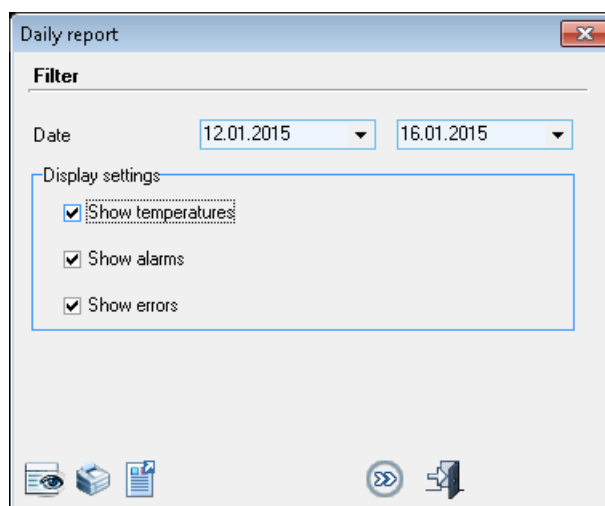 Daily report
Filter
Date 12.01.2015 16.01.2015
Display settings
Show temperatures
Show alarms
Show errors